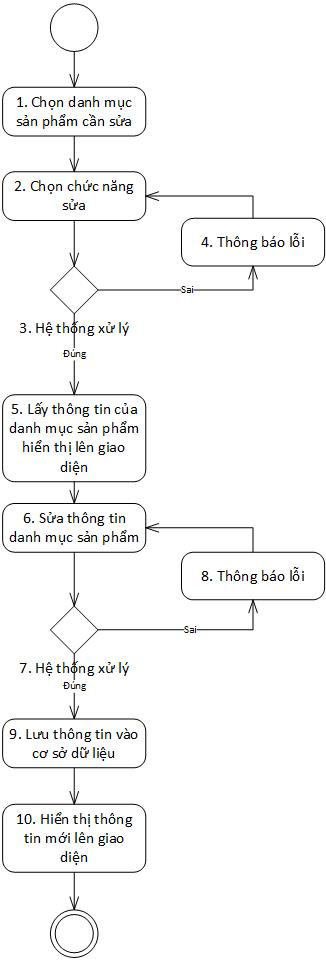 1. Chọn danh mục
sản phẩm cần sửa
2. Chọn chức năng
sửa
4. Thông báo lỗi
Sai
3. Hệ thống xử lý
Đúng
5. Lấy thông tin của
danh mục sản phẩm
hiển thị lên giao
diện
6. Sửa thông tin
danh mục sản phẩm
8. Thông báo lỗi
Sai
7. Hệ thống xử lý
Đúng
9. Lưu thông tin vào
cơ sở dữ liệu
10. Hiển thị thông
tin mới lên giao
diện